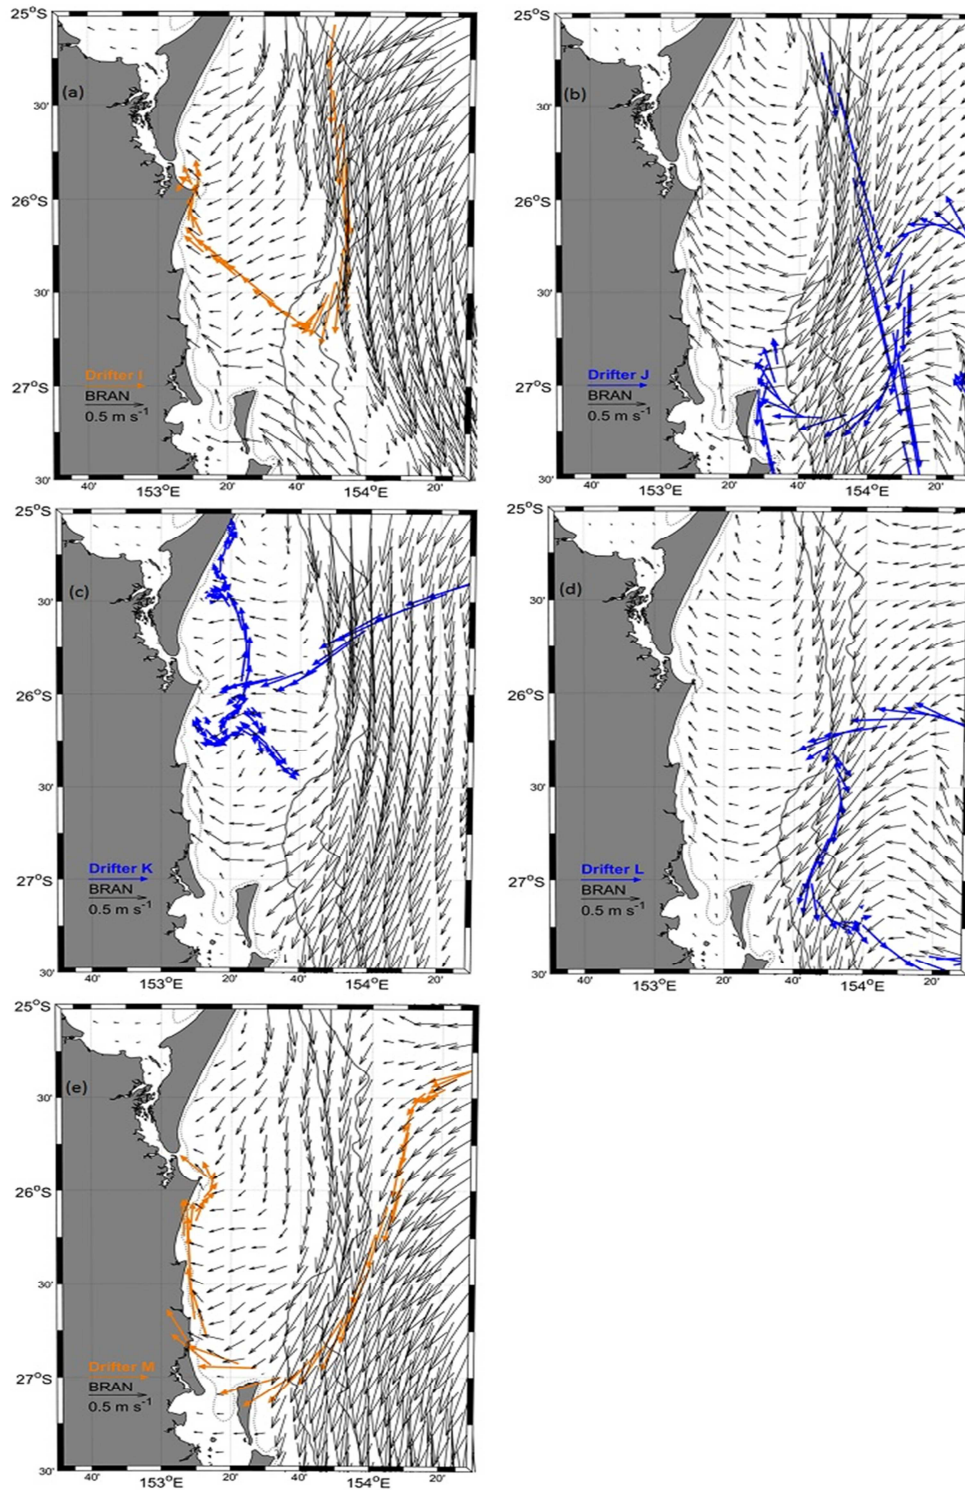 25°S
(a)
30'
26°S
30'
27°S
30'
Drifter I
BRAN
0.5 m s⁻¹
40'
153°E
20'
40'
154°E
20'
25°S
(b)
30'
26°S
30'
27°S
30'
Drifter J
BRAN
0.5 m s⁻¹
40'
153°E
20'
40'
154°E
20'
25°S
(c)
30'
26°S
30'
27°S
30'
Drifter K
BRAN
0.5 m s⁻¹
40'
153°E
20'
40'
154°E
20'
25°S
(d)
30'
26°S
30'
27°S
30'
Drifter L
BRAN
0.5 m s⁻¹
40'
153°E
20'
40'
154°E
20'
25°S
(e)
30'
26°S
30'
27°S
30'
Drifter M
BRAN
0.5 m s⁻¹
40'
153°E
20'
40'
154°E
20'